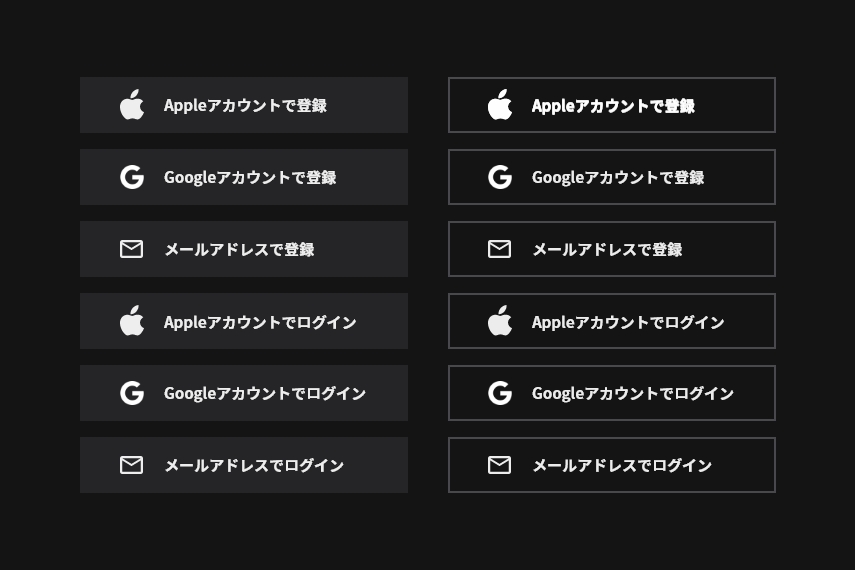 Appleアカウントで登録
Appleアカウントで登録
Googleアカウントで登録
Googleアカウントで登録
メールアドレスで登録
メールアドレスで登録
Appleアカウントでログイン
Appleアカウントでログイン
Googleアカウントでログイン
Googleアカウントでログイン
メールアドレスでログイン
メールアドレスでログイン